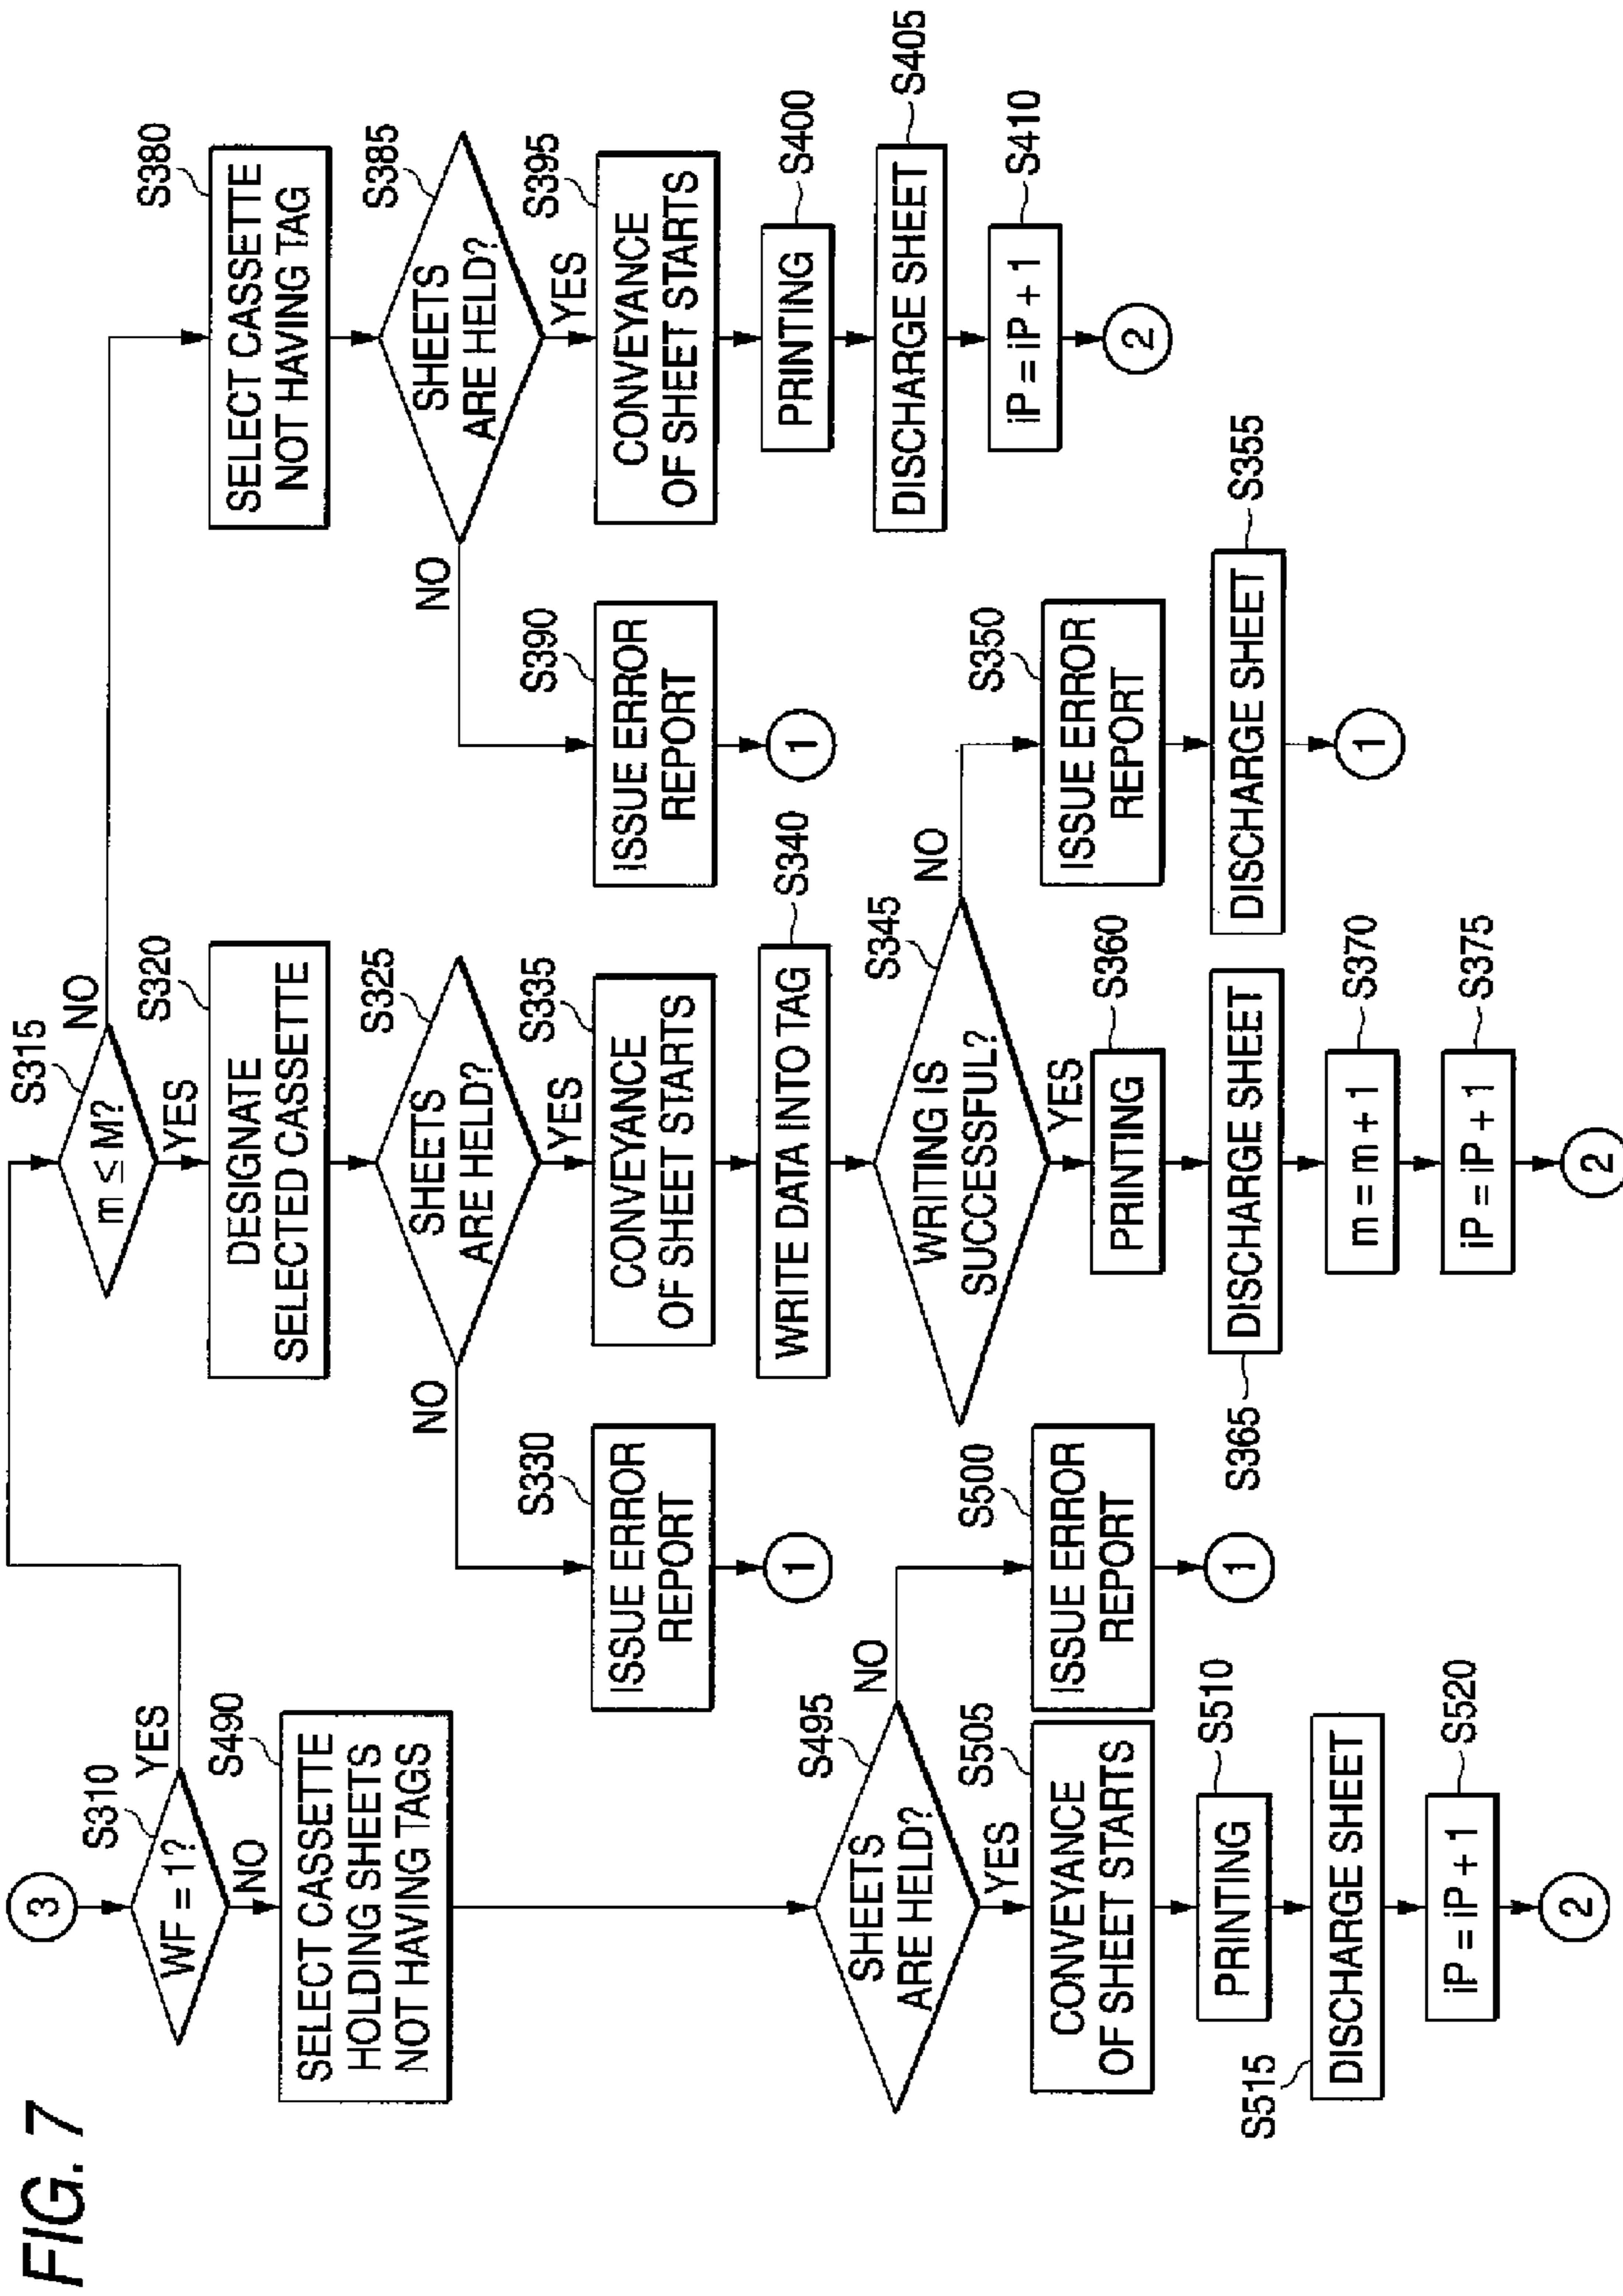 FIG. 7
3
S310
WF = 1?
YES
NO
S490
SELECT CASSETTE
HOLDING SHEETS
NOT HAVING TAGS
S495
SHEETS
ARE HELD?
NO
YES
S500
ISSUE ERROR
REPORT
1
S505
CONVEYANCE
OF SHEET STARTS
S510
PRINTING
S515
DISCHARGE SHEET
S520
iP = iP + 1
2
S315
m ≤ M?
NO
YES
S320
DESIGNATE
SELECTED CASSETTE
S325
SHEETS
ARE HELD?
NO
YES
S330
ISSUE ERROR
REPORT
1
S335
CONVEYANCE
OF SHEET STARTS
S340
WRITE DATA INTO TAG
S345
WRITING IS
SUCCESSFUL?
NO
YES
S350
ISSUE ERROR
REPORT
S355
DISCHARGE SHEET
1
S360
PRINTING
S365
DISCHARGE SHEET
S370
m = m + 1
S375
iP = iP + 1
2
S380
SELECT CASSETTE
NOT HAVING TAG
S385
SHEETS
ARE HELD?
NO
YES
S390
ISSUE ERROR
REPORT
1
S395
CONVEYANCE
OF SHEET STARTS
S400
PRINTING
S405
DISCHARGE SHEET
S410
iP = iP + 1
2